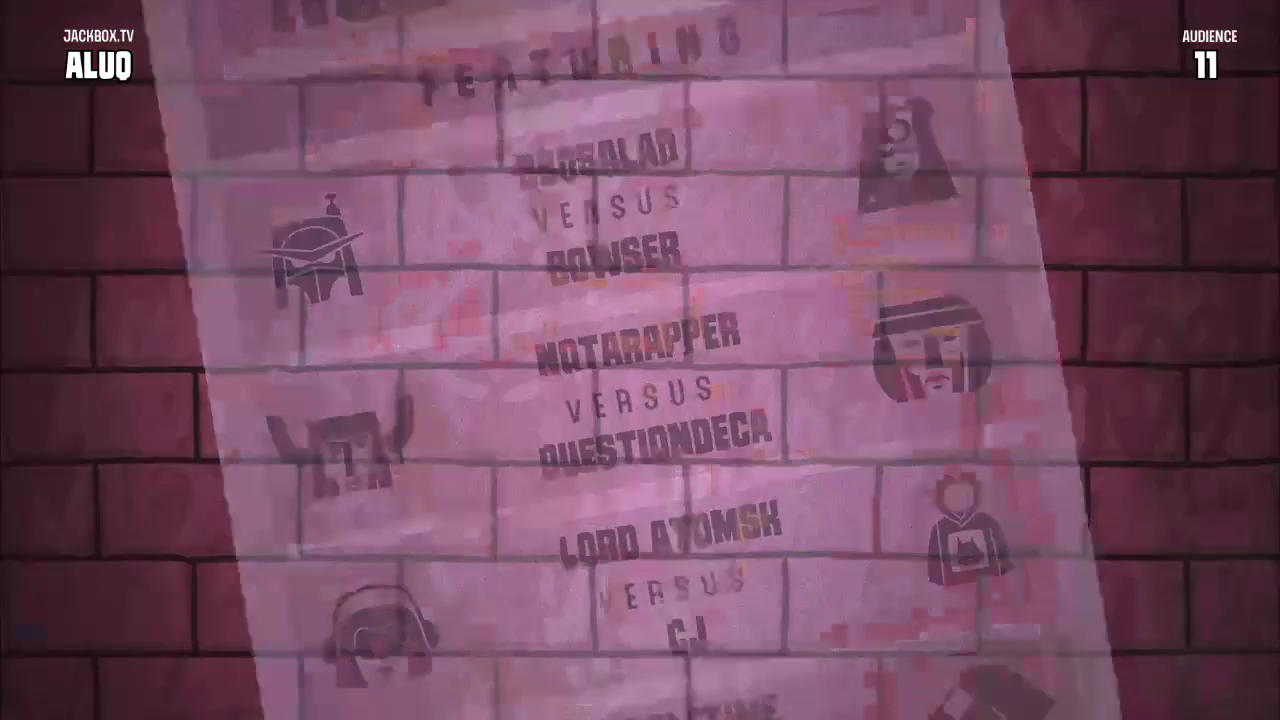 JACKBOX.TV
ALUQ
AUDIENCE
11
FEATURING
VERSUS
BOWSER
NOTARAPPER
VERSUS
QUESTIONDECA
LORD ATOMSK
VERSUS
CJ